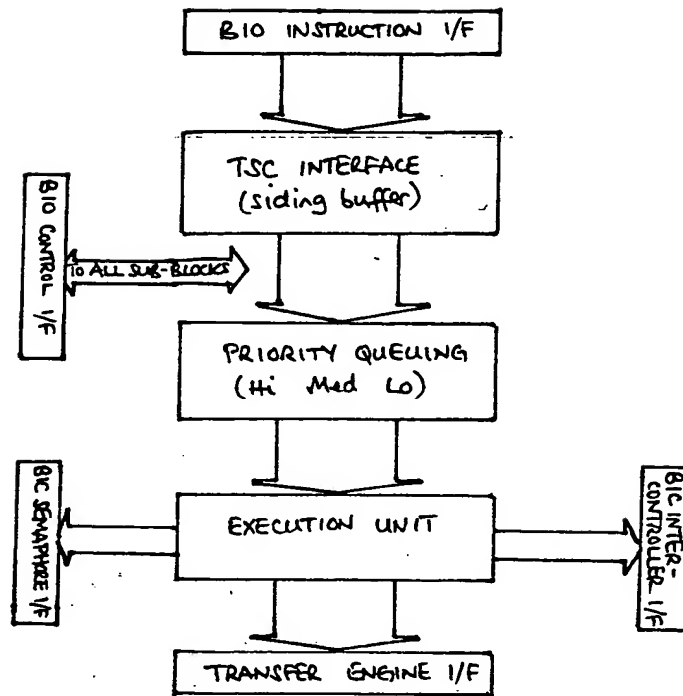 BIO INSTRUCTION I/F
TSC INTERFACE
(siding buffer)
BIO CONTROL I/F
TO ALL SUB-BLOCKS
PRIORITY QUEUING
(Hi Med Lo)
BIC SEMAPHORE I/F
EXECUTION UNIT
BIC INTER-
CONTROLLER I/F
TRANSFER ENGINE I/F